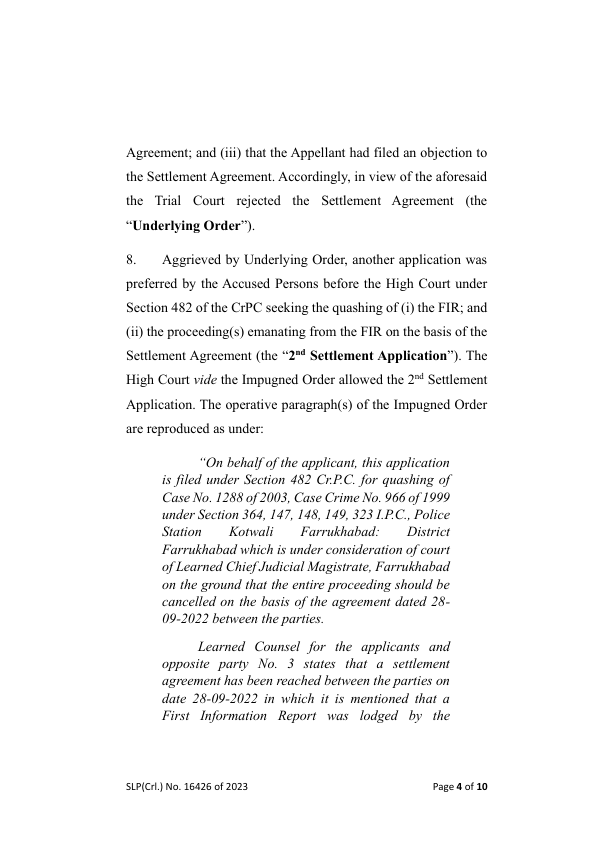 Agreement; and (iii) that the Appellant had filed an objection to
the Settlement Agreement. Accordingly, in view of the aforesaid
the Trial Court rejected the Settlement Agreement (the
“Underlying Order”).
8. Aggrieved by Underlying Order, another application was
preferred by the Accused Persons before the High Court under
Section 482 of the CrPC seeking the quashing of (i) the FIR; and
(ii) the proceeding(s) emanating from the FIR on the basis of the
Settlement Agreement (the “2nd Settlement Application”). The
High Court vide the Impugned Order allowed the 2nd Settlement
Application. The operative paragraph(s) of the Impugned Order
are reproduced as under:
“On behalf of the applicant, this application
is filed under Section 482 Cr.P.C. for quashing of
Case No. 1288 of 2003, Case Crime No. 966 of 1999
under Section 364, 147, 148, 149, 323 I.P.C., Police
Station Kotwali Farrukhabad: District
Farrukhabad which is under consideration of court
of Learned Chief Judicial Magistrate, Farrukhabad
on the ground that the entire proceeding should be
cancelled on the basis of the agreement dated 28-
09-2022 between the parties.
Learned Counsel for the applicants and
opposite party No. 3 states that a settlement
agreement has been reached between the parties on
date 28-09-2022 in which it is mentioned that a
First Information Report was lodged by the
SLP(Crl.) No. 16426 of 2023 Page 4 of 10